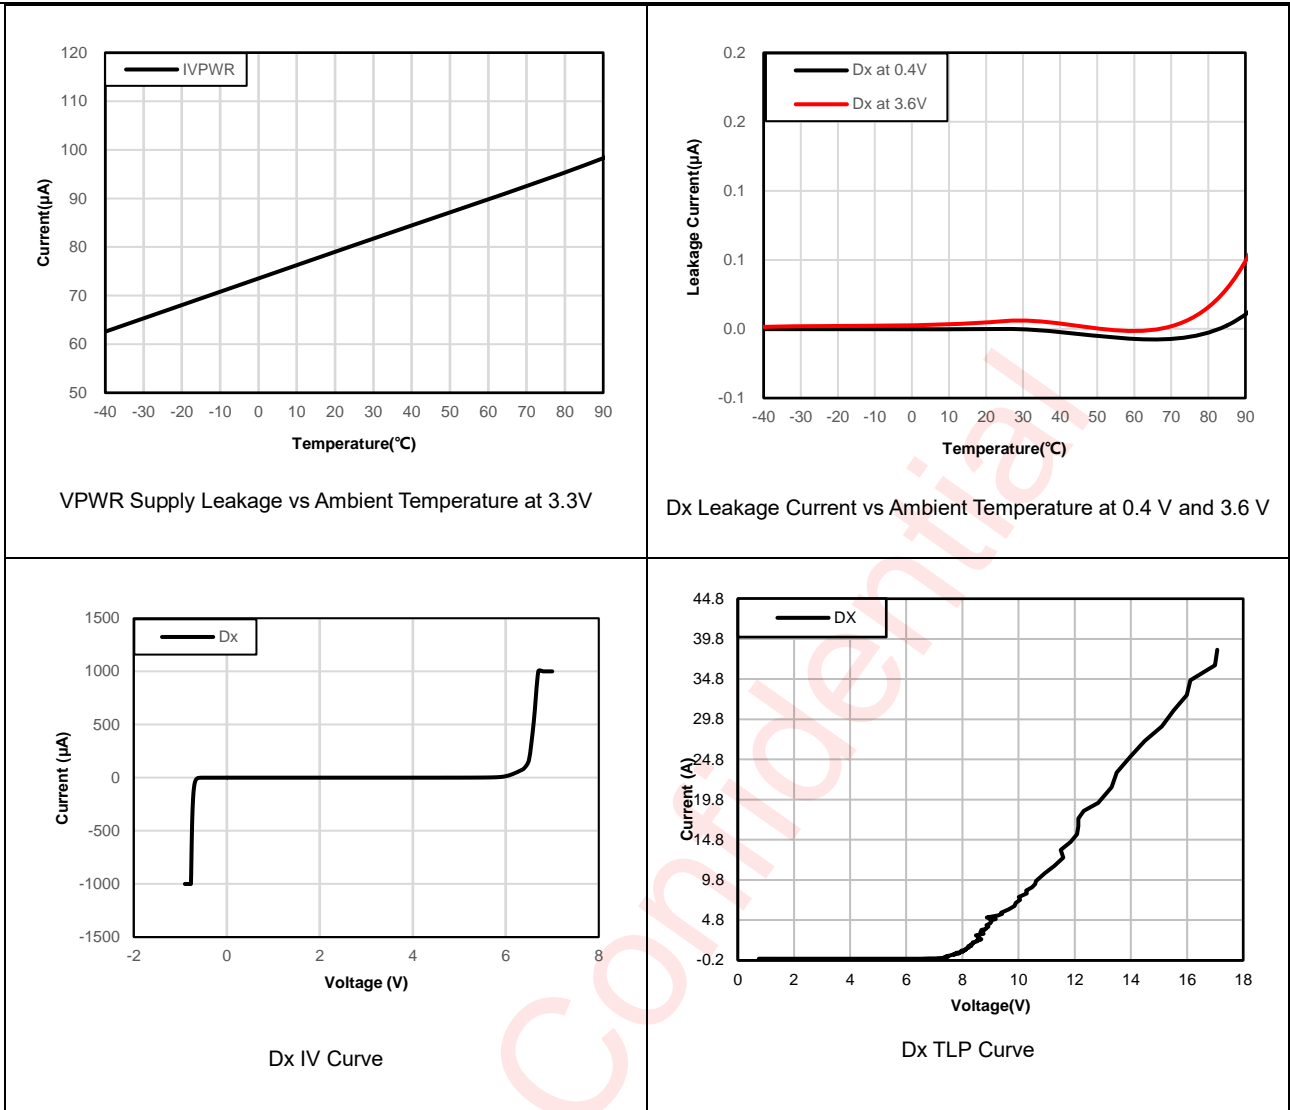 120
110
100
90
80
70
60
50
Current(μA)
IVPWR
-40 -30 -20 -10 0 10 20 30 40 50 60 70 80 90
Temperature(℃)
VPWR Supply Leakage vs Ambient Temperature at 3.3V
0.2
0.2
0.1
0.1
0.0
-0.1
Leakage Current(μA)
Dx at 0.4V
Dx at 3.6V
-40 -30 -20 -10 0 10 20 30 40 50 60 70 80 90
Temperature(℃)
Dx Leakage Current vs Ambient Temperature at 0.4 V and 3.6 V
1500
1000
500
0
-500
-1000
-1500
Current (μA)
Dx
-2 0 2 4 6 8
Voltage (V)
Dx IV Curve
44.8
39.8
34.8
29.8
24.8
19.8
14.8
9.8
4.8
-0.2
Current (A)
DX
0 2 4 6 8 10 12 14 16 18
Voltage(V)
Dx TLP Curve
Confidential